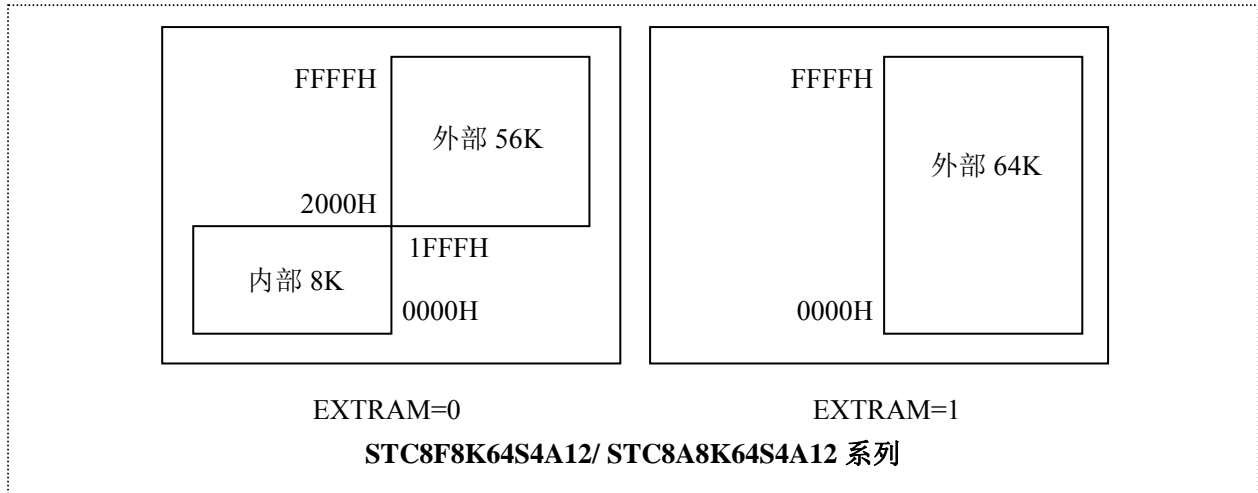 FFFFH
外部 56K
2000H
1FFFH
内部 8K
0000H
EXTRAM=0
FFFFH
外部 64K
0000H
EXTRAM=1
STC8F8K64S4A12/ STC8A8K64S4A12 系列